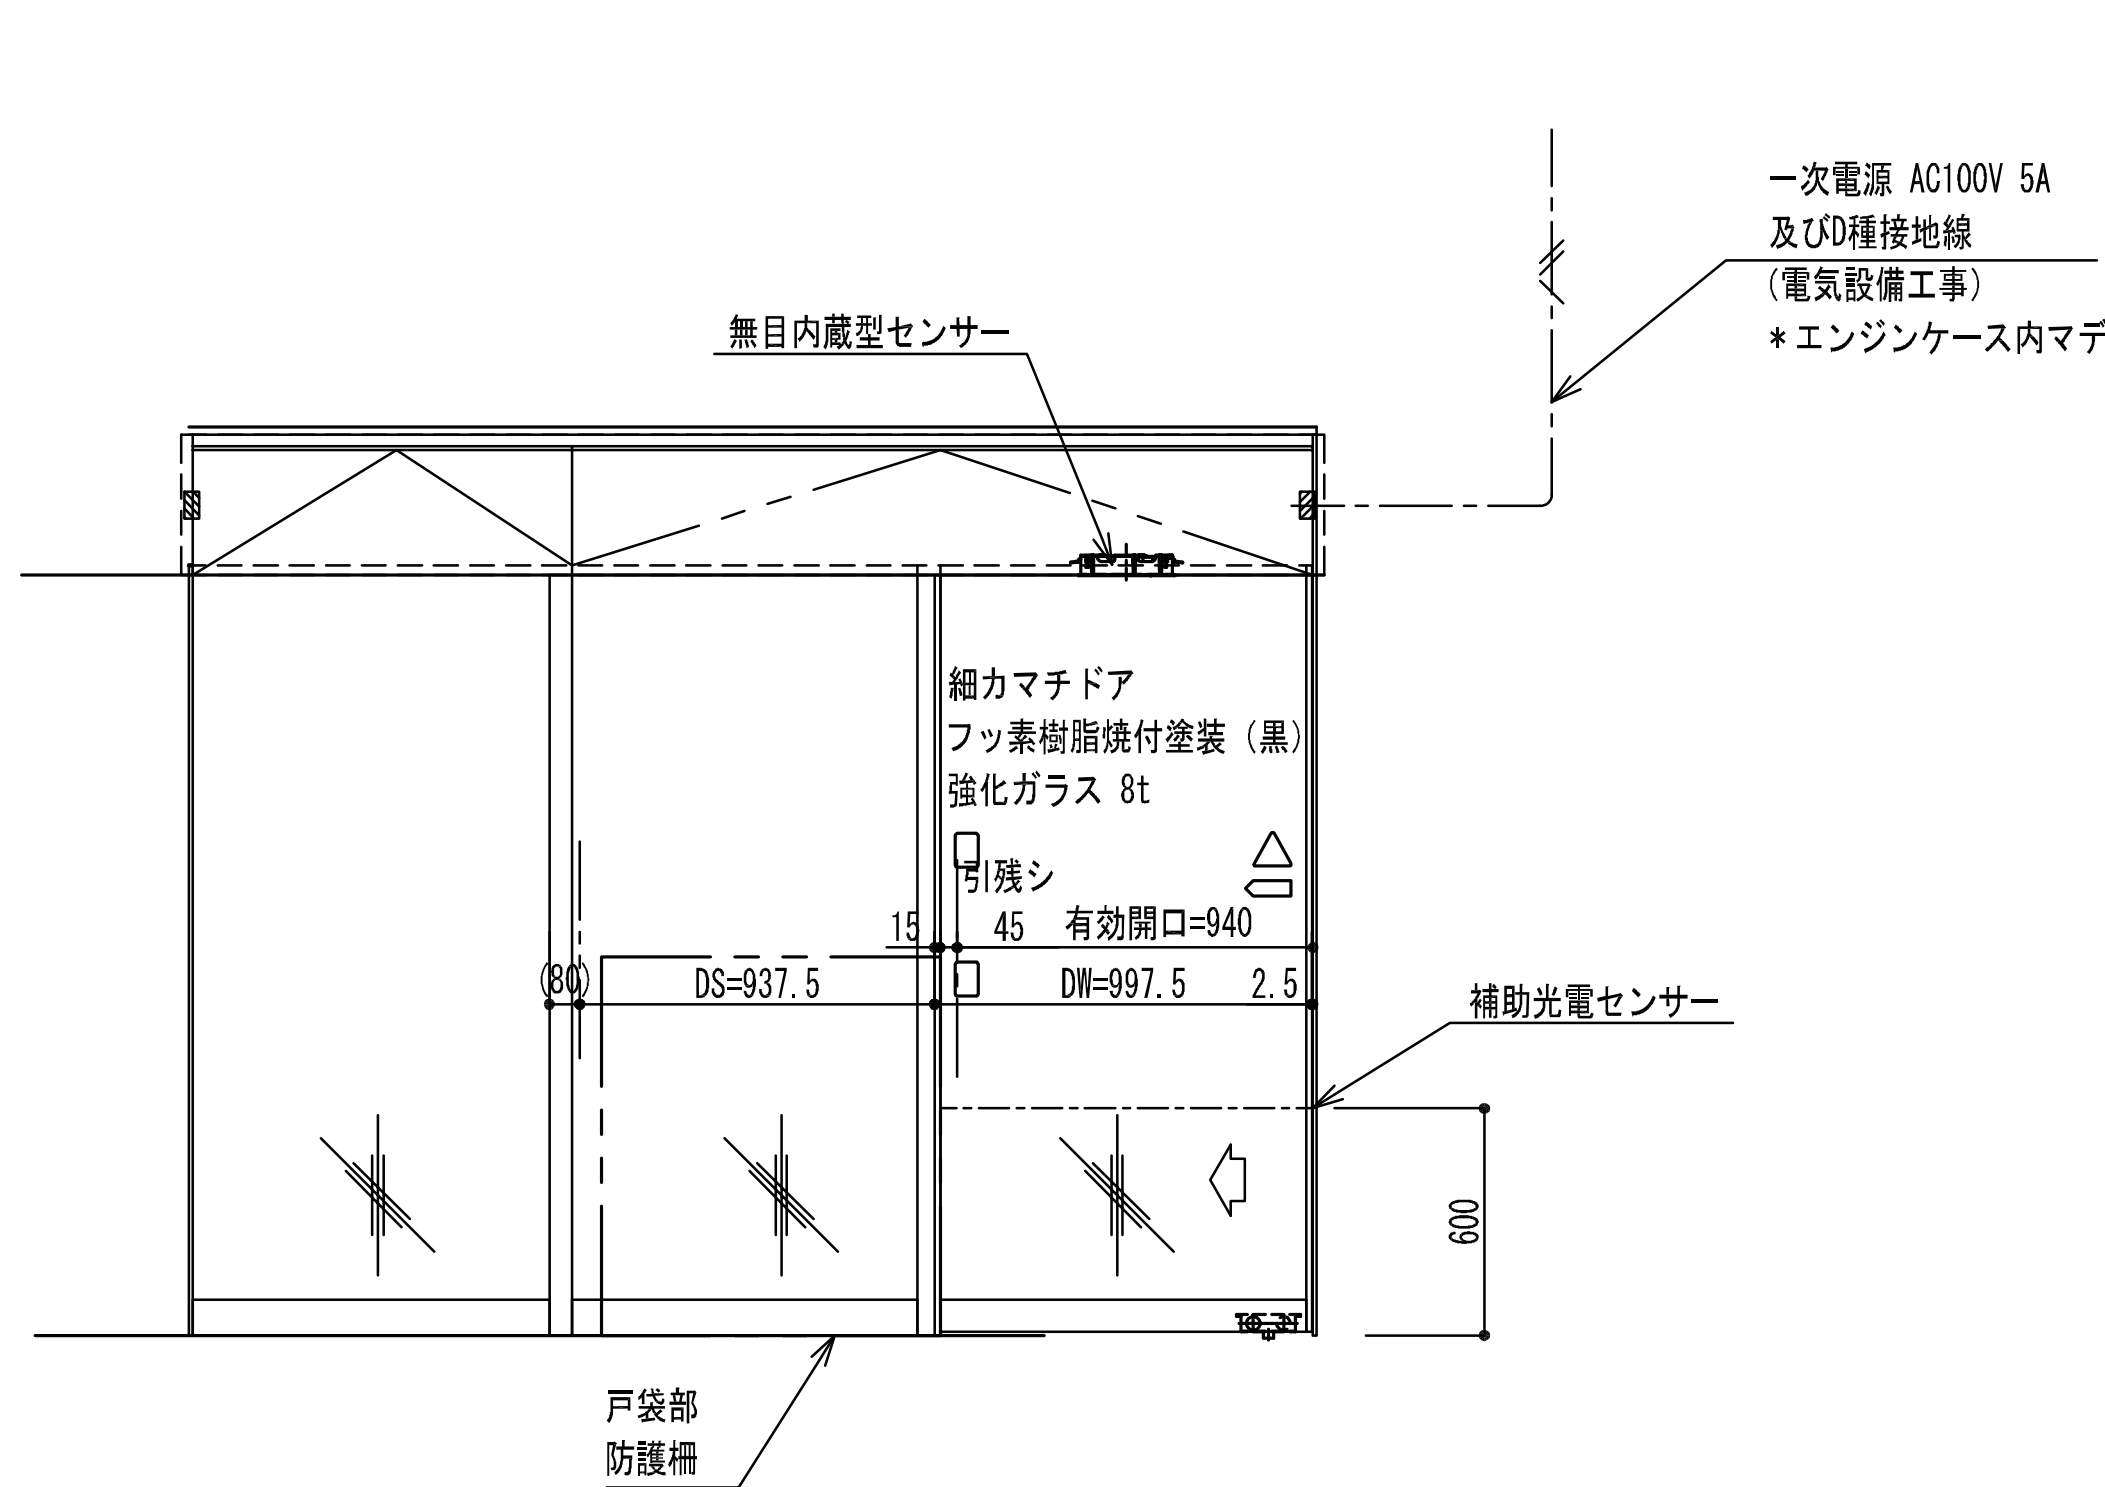 一次電源 AC100V 5A
及びD種接地線
(電気設備工事)
*エンジンケース内マデ
無目内蔵型センサー
細カマチドア
フッ素樹脂焼付塗装(黒)
強化ガラス 8t
引残シ
15
45
有効開口=940
(80)
DS=937.5
DW=997.5
2.5
補助光電センサー
600
戸袋部
防護柵